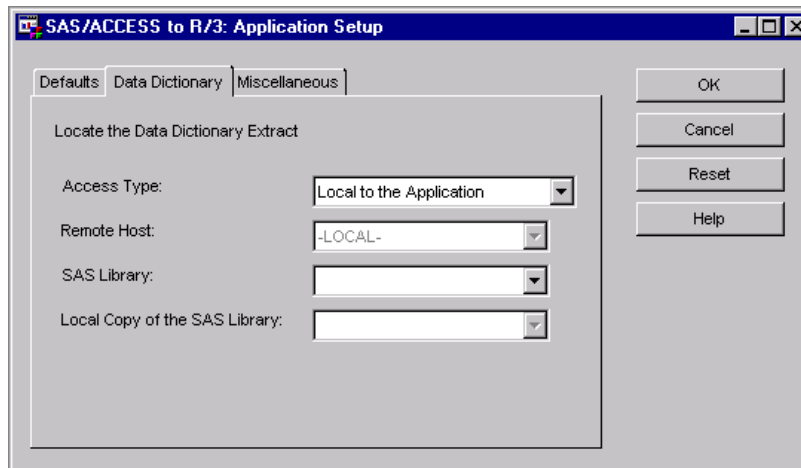 SAS/ACCESS to R/3: Application Setup
Defaults Data Dictionary Miscellaneous
OK
Locate the Data Dictionary Extract
Cancel
Access Type: Local to the Application
Reset
Remote Host: -LOCAL-
Help
SAS Library:
Local Copy of the SAS Library: